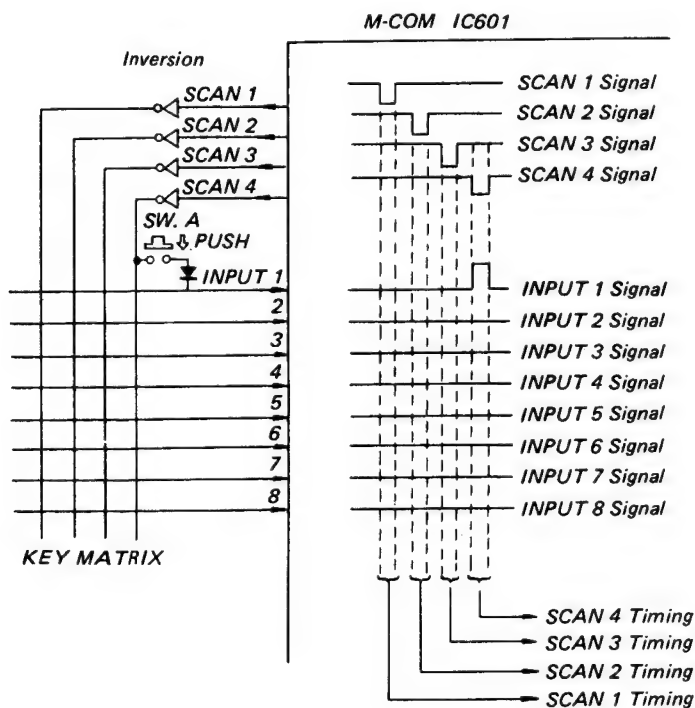 M-COM IC601
Inversion
SCAN 1
SCAN 2
SCAN 3
SCAN 4
SW. A
PUSH
INPUT 1
2
3
4
5
6
7
8
KEY MATRIX
SCAN 1 Signal
SCAN 2 Signal
SCAN 3 Signal
SCAN 4 Signal
INPUT 1 Signal
INPUT 2 Signal
INPUT 3 Signal
INPUT 4 Signal
INPUT 5 Signal
INPUT 6 Signal
INPUT 7 Signal
INPUT 8 Signal
SCAN 4 Timing
SCAN 3 Timing
SCAN 2 Timing
SCAN 1 Timing